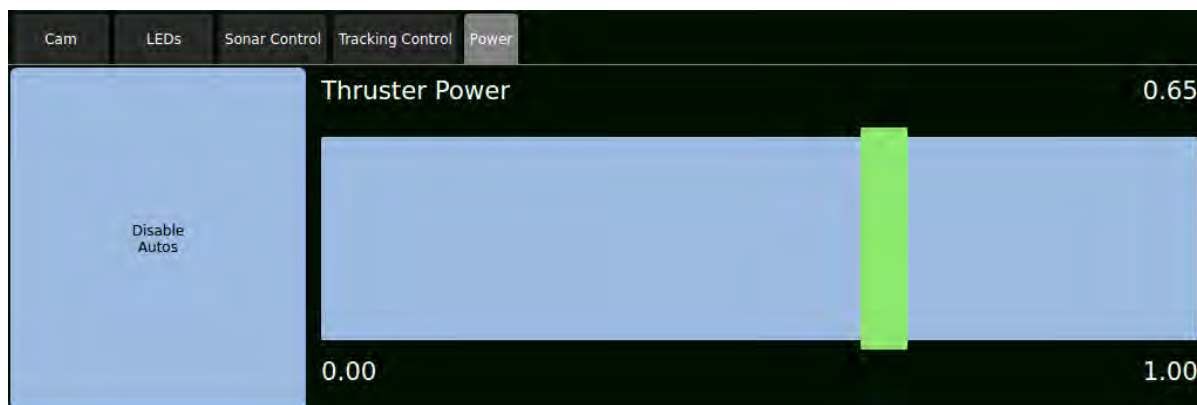 Cam LEDs Sonar Control Tracking Control Power
Thruster Power 0.65
Disable
Autos
0.00 1.00